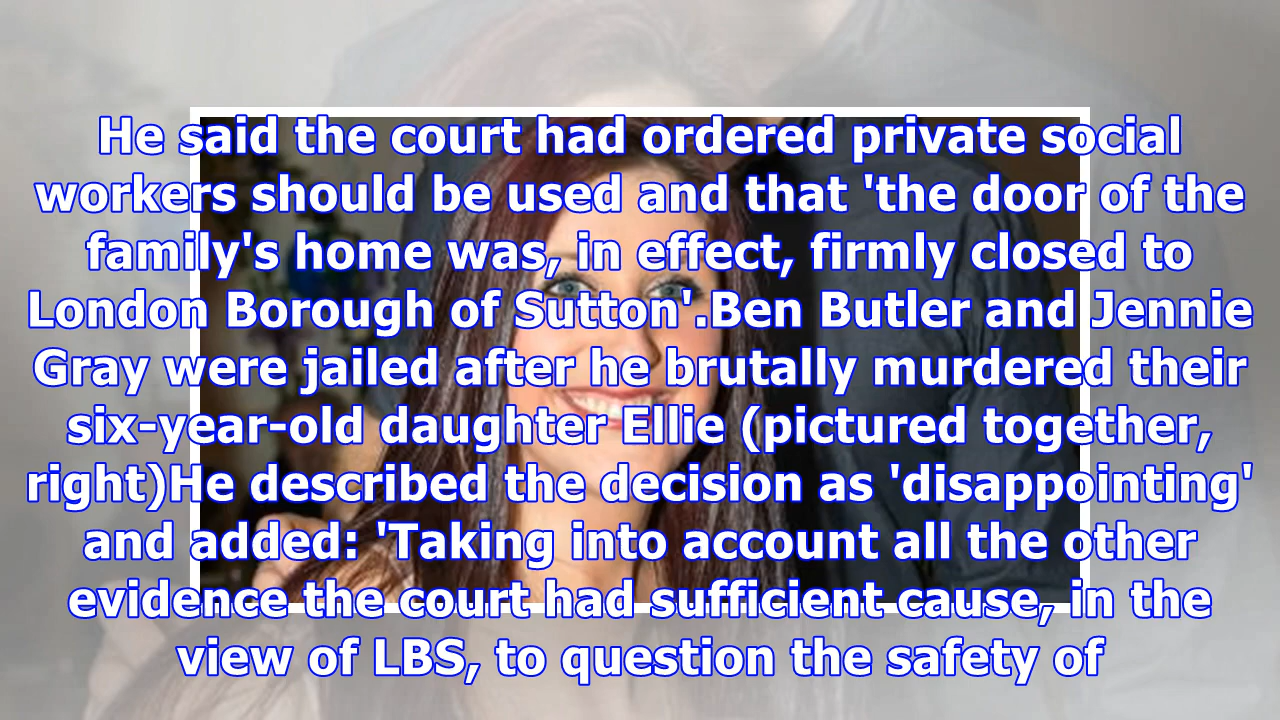 He said the court had ordered private social
workers should be used and that 'the door of the
family's home was, in effect, firmly closed to
London Borough of Sutton'.Ben Butler and Jennie
Gray were jailed after he brutally murdered their
six-year-old daughter Ellie (pictured together,
right)He described the decision as 'disappointing'
and added: 'Taking into account all the other
evidence the court had sufficient cause, in the
view of LBS, to question the safety of